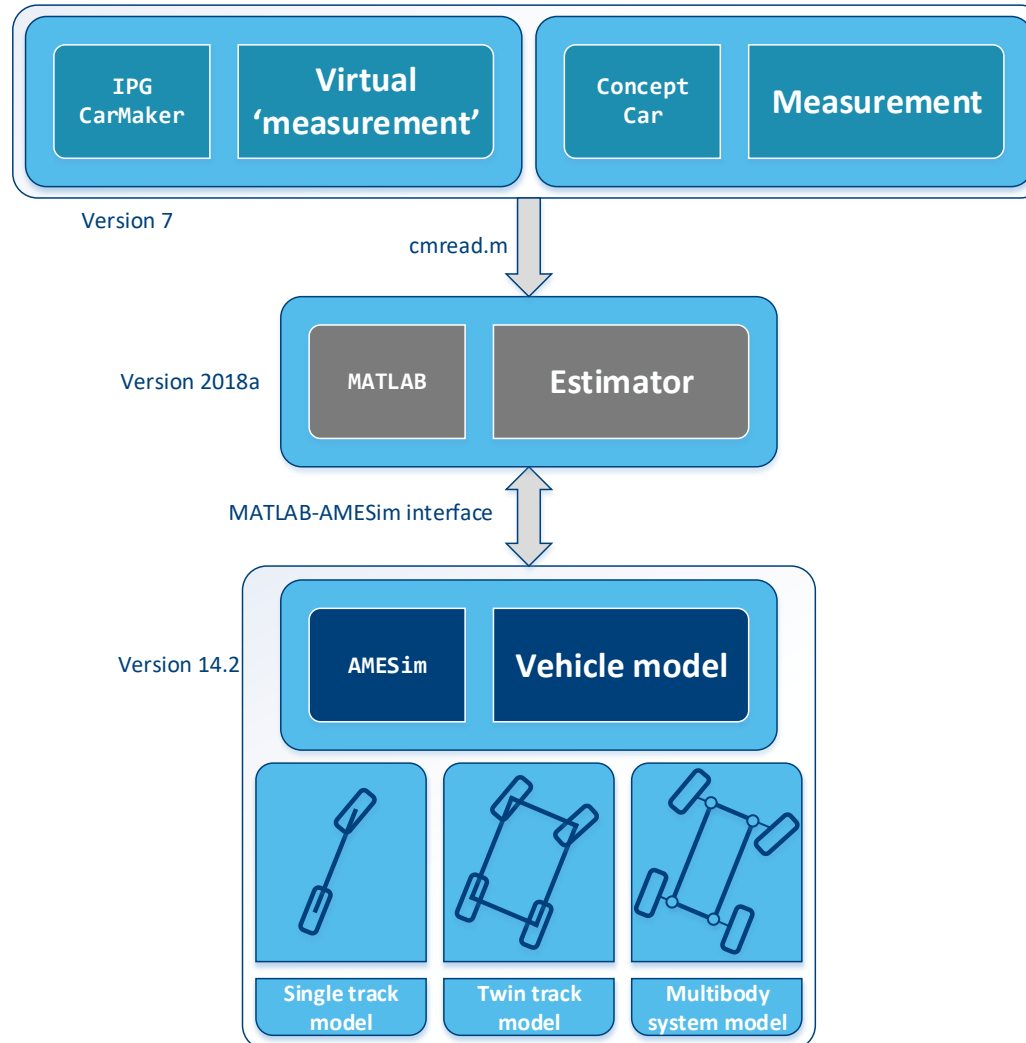 IPG
CarMaker
Virtual
‘measurement’
Concept
Car
Measurement
Version 7
cmread.m
Version 2018a
MATLAB
Estimator
MATLAB-AMESim interface
Version 14.2
AMESim
Vehicle model
Single track
model
Twin track
model
Multibody
system model